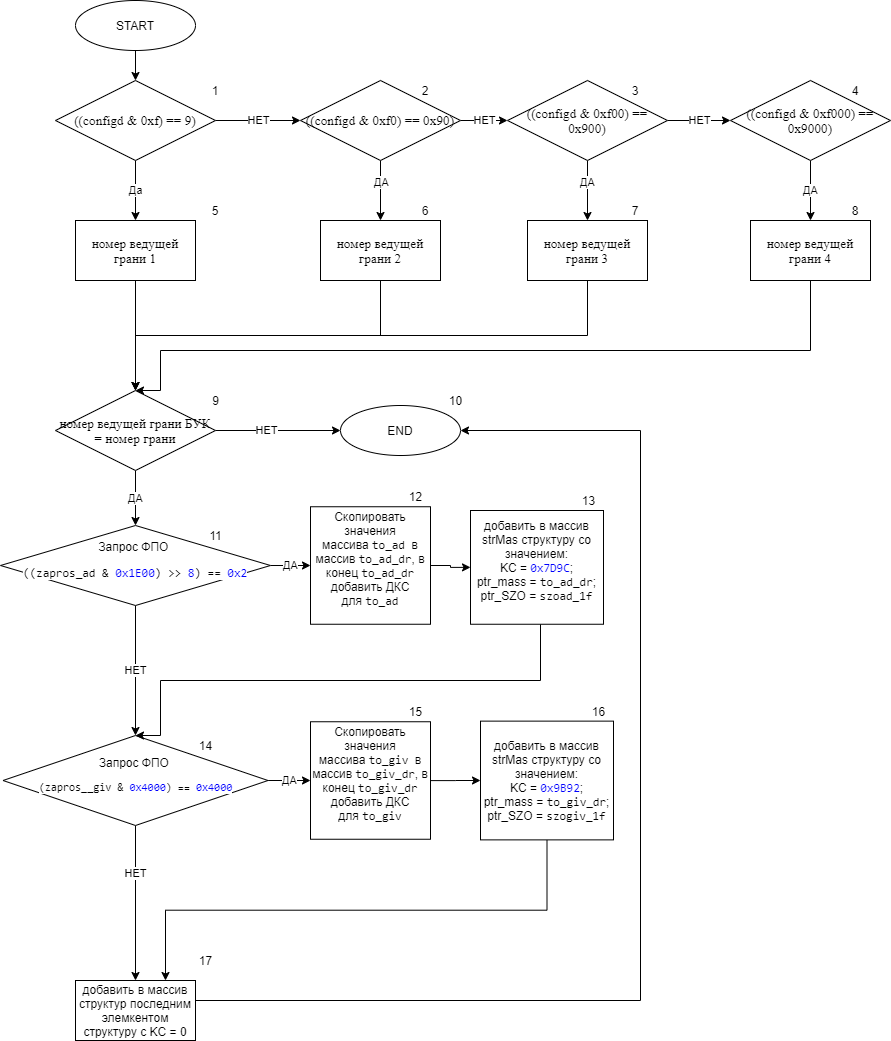 START
1
((configd & 0xf) == 9)
НЕТ
2
((configd & 0xf0) == 0x90)
НЕТ
3
((configd & 0xf00) ==
0x900)
НЕТ
4
((configd & 0xf000) ==
0x9000)
Да
ДА
ДА
ДА
5
номер ведущей
грани 1
6
номер ведущей
грани 2
7
номер ведущей
грани 3
8
номер ведущей
грани 4
9
номер ведущей грани БУК
= номер грани
НЕТ
10
END
ДА
11
Запрос ФПО
((zapros_ad & 0x1E00) >> 8) == 0x2
ДА
12
Скопировать
значения
массива to_ad в
массив to_ad_dr, в
конец to_ad_dr
добавить ДКС
для to_ad
13
добавить в массив
strMas структуру со
значением:
КС = 0x7D9C;
ptr_mass = to_ad_dr;
ptr_SZO = szoad_1f
НЕТ
14
Запрос ФПО
(zapros__giv & 0x4000) == 0x4000
ДА
15
Скопировать
значения
массива to_giv в
массив to_giv_dr, в
конец to_giv_dr
добавить ДКС
для to_giv
16
добавить в массив
strMas структуру со
значением:
КС = 0x9B92;
ptr_mass = to_giv_dr;
ptr_SZO = szogiv_1f
НЕТ
17
добавить в массив
структур последним
элемкентом
структуру с КС = 0